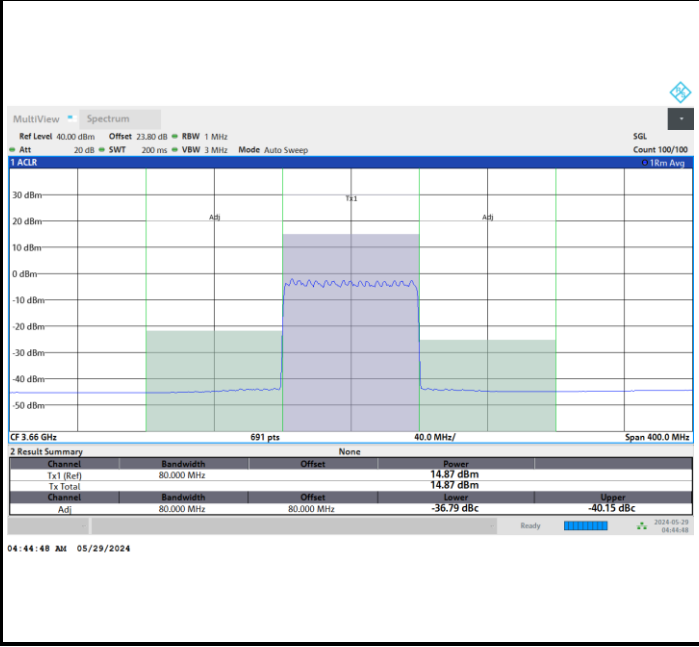 MultiView Spectrum
Ref Level 40.00 dBm Offset 23.80 dB RBW 1 MHz SGL
Att 20 dB SWT 200 ms VBW 3 MHz Mode Auto Sweep Count 100/100
1 ACLR 1Rm Avg
Tx1
30 dBm
Adj Adj
20 dBm
10 dBm
0 dBm
-10 dBm
-20 dBm
-30 dBm
-40 dBm
-50 dBm
CF 3.66 GHz 691 pts 40.0 MHz/ Span 400.0 MHz
2 Result Summary None
Channel Bandwidth Offset Power
Tx1 (Ref) 80.000 MHz 14.87 dBm
Tx Total 14.87 dBm
Channel Bandwidth Offset Lower Upper
Adj 80.000 MHz 80.000 MHz -36.79 dBc -40.15 dBc
Ready 2024-05-29
04:44:48
04:44:48 AM 05/29/2024